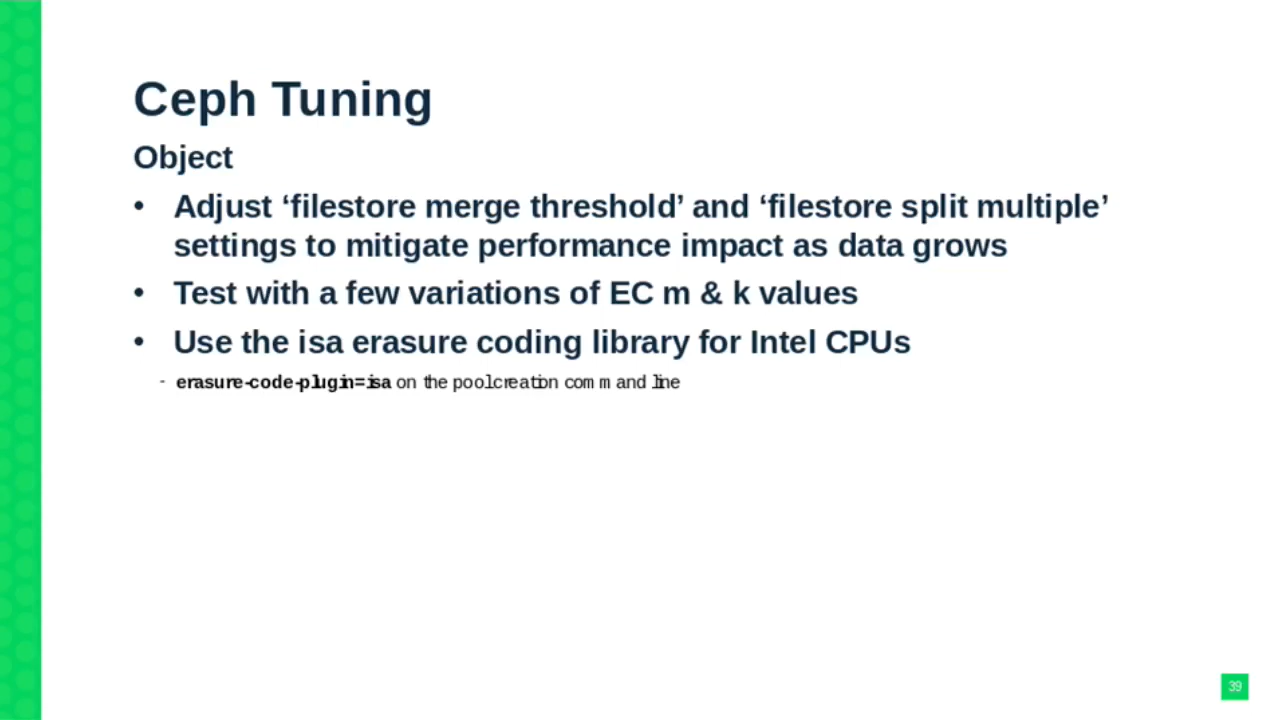 Ceph Tuning
Object
• Adjust ‘filestore merge threshold’ and ‘filestore split multiple’
settings to mitigate performance impact as data grows
• Test with a few variations of EC m & k values
• Use the isa erasure coding library for Intel CPUs
- erasure-code-plugin=isa on the pool creation command line
39